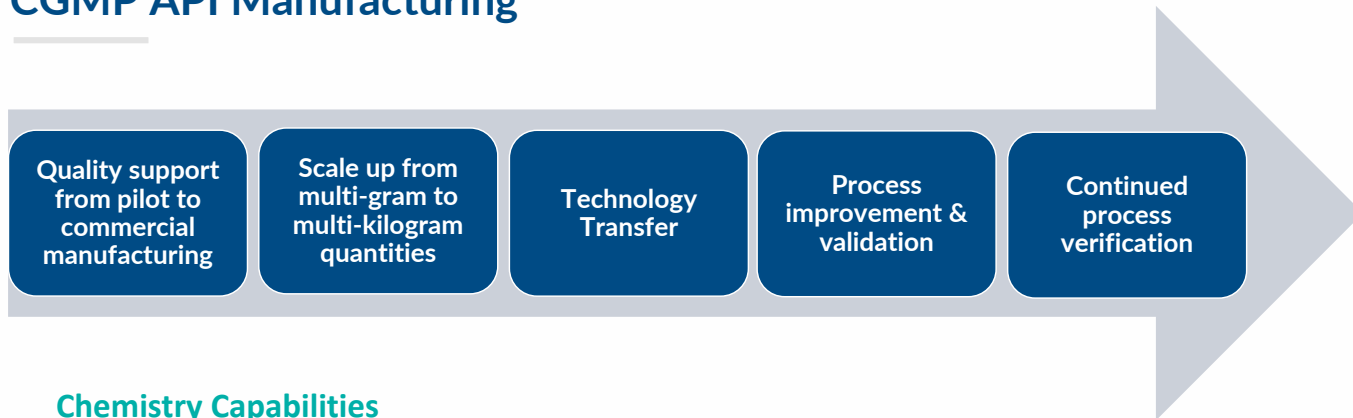 CGMP API Manufacturing
Quality support
from pilot to
commercial
manufacturing
Scale up from
multi-gram to
multi-kilogram
quantities
Technology
Transfer
Process
improvement &
validation
Continued
process
verification
Chemistry Capabilities